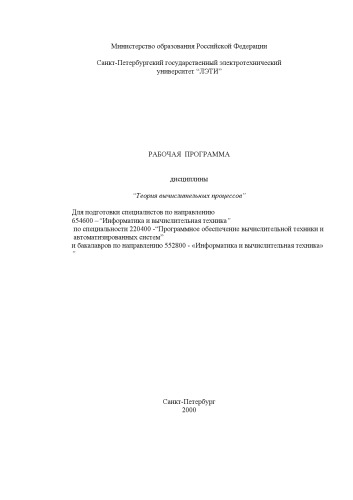 Министерство образования Российской Федерации
Санкт-Петербургский государственный электротехнический
университет “ЛЭТИ”
РАБОЧАЯ ПРОГРАММА
дисциплины
“Теория вычислительных процессов”
Для подготовки специалистов по направлению
654600 – “Информатика и вычислительная техника”
по специальности 220400 -“Программное обеспечение вычислительной техники и
автоматизированных систем”
и бакалавров по направлению 552800 - «Информатика и вычислительная техника»
”
Санкт-Петербург
2000